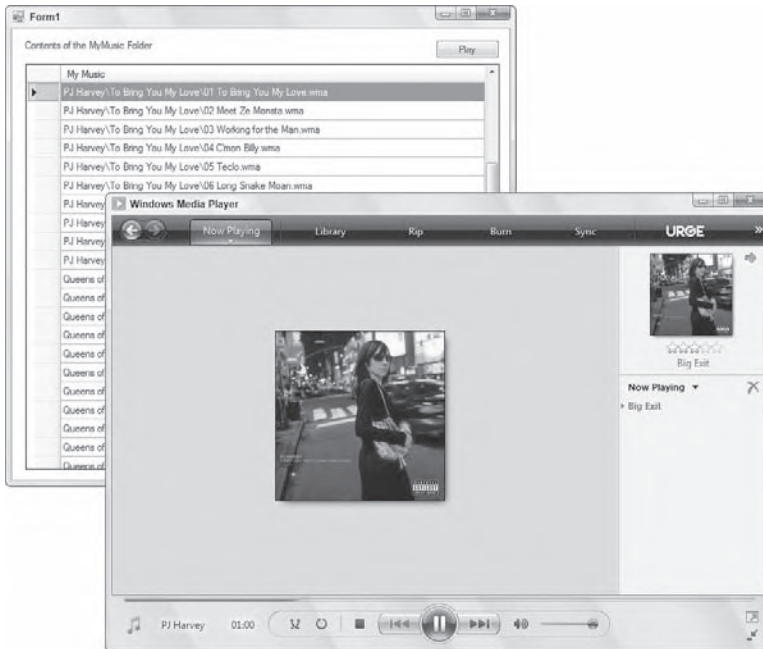 Form1
Contents of the MyMusic Folder
Play
My Music
PJ Harvey\To Bring You My Love\01 To Bring You My Love.wma
PJ Harvey\To Bring You My Love\02 Meet Ze Monsta.wma
PJ Harvey\To Bring You My Love\03 Working for the Man.wma
PJ Harvey\To Bring You My Love\04 C'mon Billy.wma
PJ Harvey\To Bring You My Love\05 Teclo.wma
PJ Harvey\To Bring You My Love\06 Long Snake Moan.wma
PJ Harvey
PJ Harvey
PJ Harvey
PJ Harvey
Queens of
Queens of
Queens of
Queens of
Queens of
Queens of
Queens of
Queens of
Queens of
Queens of
Queens of
Windows Media Player
Now Playing
Library
Rip
Burn
Sync
URGE
Big Exit
Now Playing
Big Exit
PJ Harvey
01:00